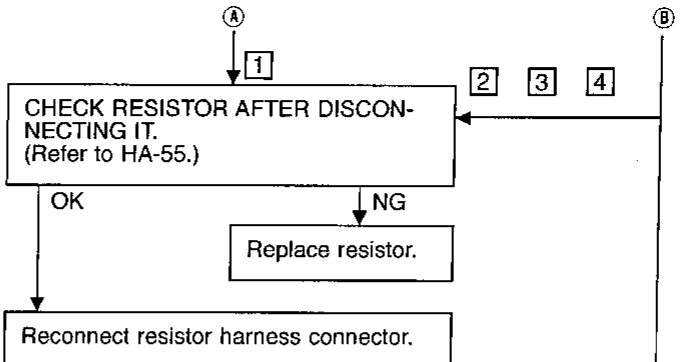 Ⓐ Ⓑ
1
2 3 4
CHECK RESISTOR AFTER DISCON-
NECTING IT.
(Refer to HA-55.)
OK NG
Replace resistor.
Reconnect resistor harness connector.